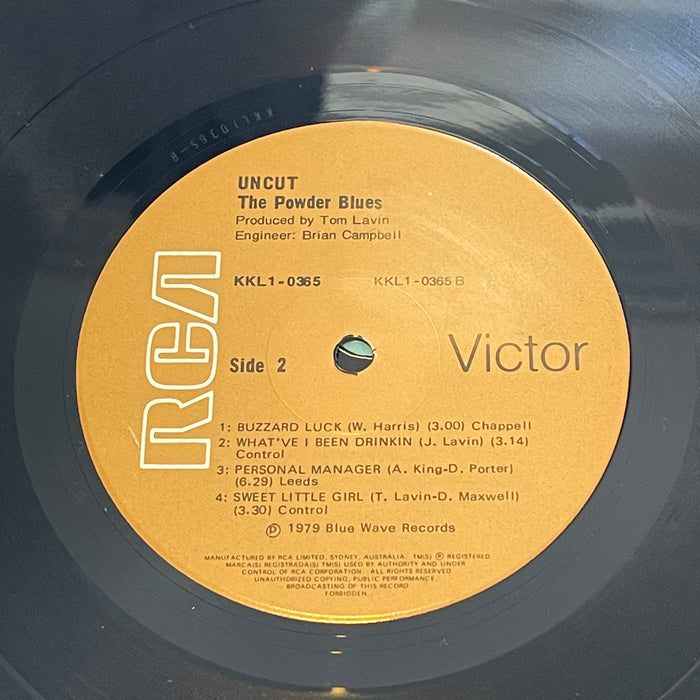 KKL1 0365-B
UNCUT
The Powder Blues
Produced by Tom Lavin
Engineer: Brian Campbell
KKL1-0365 KKL1-0365 B
RCA
Side 2
Victor
1: BUZZARD LUCK (W. Harris) (3.00) Chappell
2: WHAT'VE I BEEN DRINKIN (J. Lavin) (3.14)
Control
3: PERSONAL MANAGER (A. King-D. Porter)
(6.29) Leeds
4: SWEET LITTLE GIRL (T. Lavin-D. Maxwell)
(3.30) Control
℗ 1979 Blue Wave Records
MANUFACTURED BY RCA LIMITED, SYDNEY, AUSTRALIA. TM(S) ® REGISTERED
MARCA(S) REGISTRADA(S) TM(S) USED BY AUTHORITY AND UNDER
CONTROL OF RCA CORPORATION. ALL RIGHTS RESERVED
UNAUTHORIZED COPYING, PUBLIC PERFORMANCE
BROADCASTING OF THIS RECORD
FORBIDDEN.